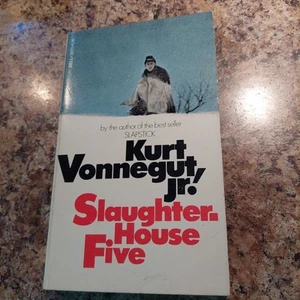 by the author of the best seller
SLAPSTICK
Kurt
Vonnegut,
Jr.
Slaughter-
House
Five